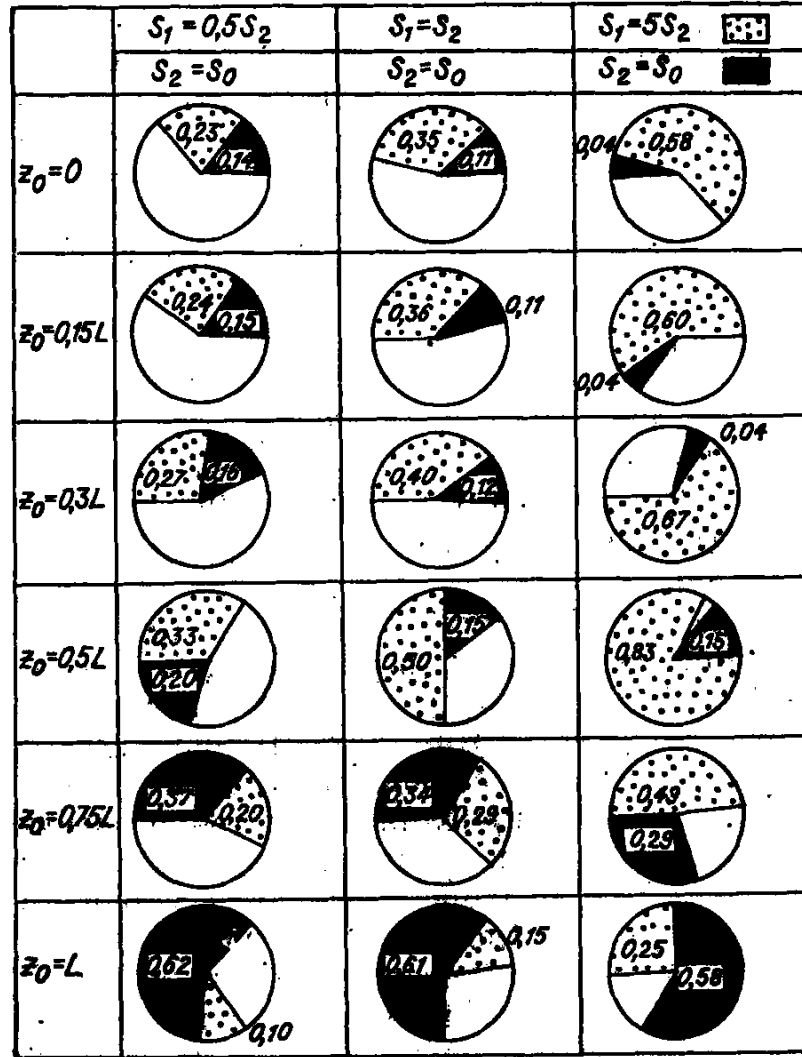 S₁=0,5S₂ S₁=S₂ S₁=5S₂
S₂=S₀ S₂=S₀ S₂=S₀
z₀=0 0,23 0,14 0,35 0,11 0,04 0,58
z₀=0,15L 0,24 0,15 0,36 0,11 0,60 0,04
z₀=0,3L 0,27 0,16 0,40 0,12 0,04 0,67
z₀=0,5L 0,33 0,20 0,50 0,15 0,83 0,15
z₀=0,75L 0,37 0,20 0,34 0,29 0,49 0,29
z₀=L 0,62 0,10 0,61 0,15 0,25 0,58